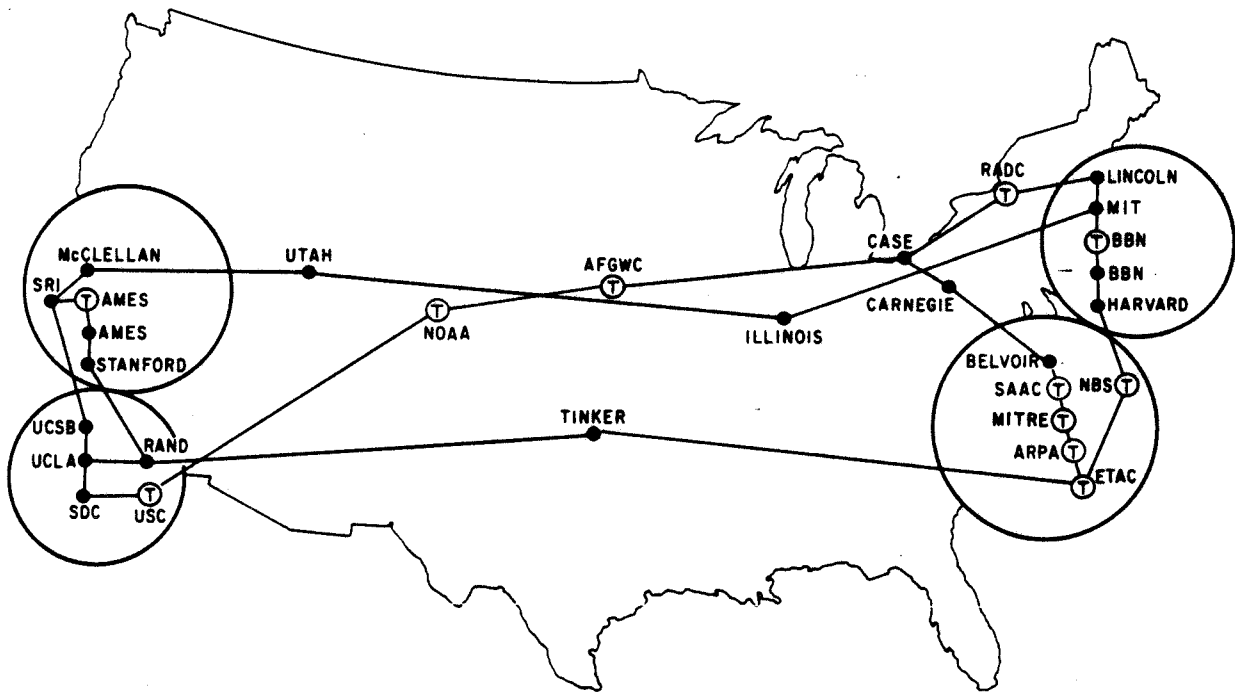 RADC
T
LINCOLN
MIT
T BBN
BBN
HARVARD
CASE
CARNEGIE
McCLELLAN
UTAH
SRI
T AMES
AMES
STANFORD
AFGWC
T
T
NOAA
ILLINOIS
BELVOIR
SAAC T
NBS T
MITRE T
ARPA T
T ETAC
TINKER
UCSB
RAND
UCLA
SDC
T
USC